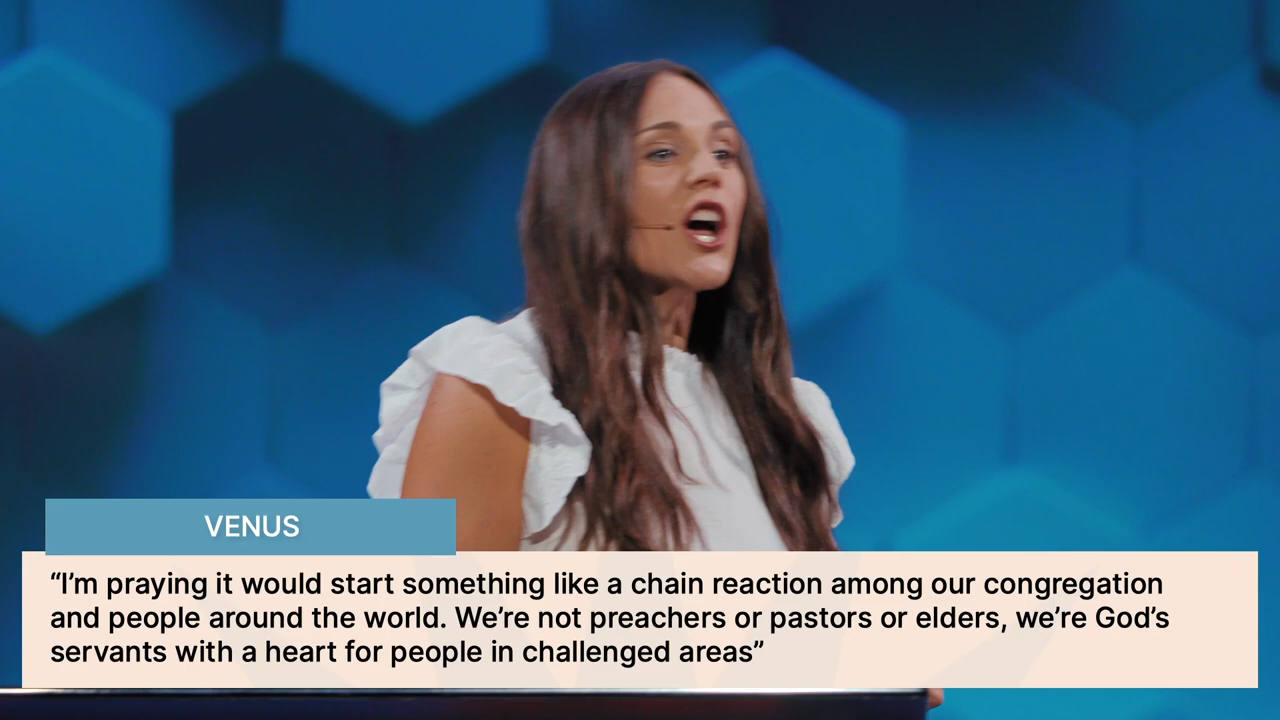 VENUS
“I’m praying it would start something like a chain reaction among our congregation
and people around the world. We’re not preachers or pastors or elders, we’re God’s
servants with a heart for people in challenged areas”